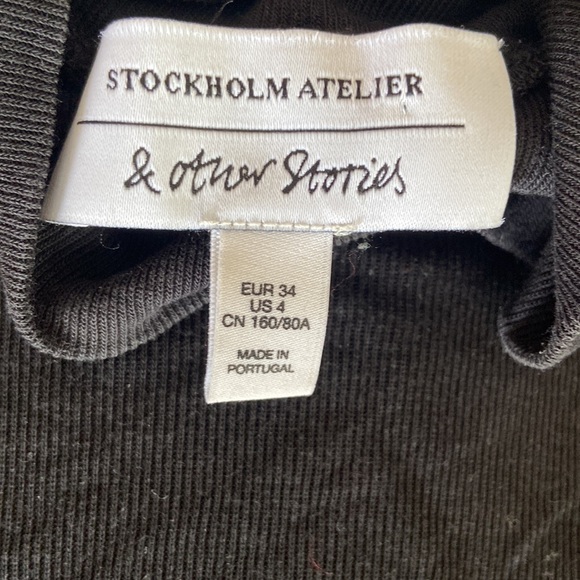 STOCKHOLM ATELIER
& other Stories
EUR 34
US 4
CN 160/80A
MADE IN
PORTUGAL